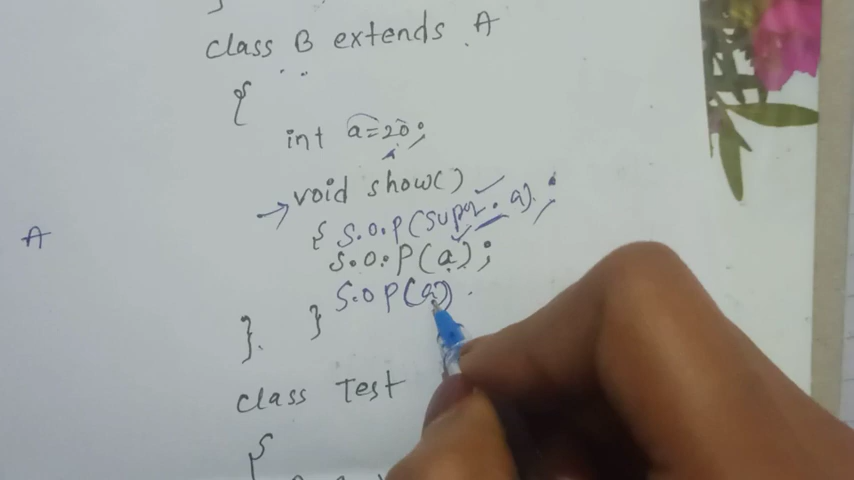 }
class B extends A
{
int a=20;
void show()
{ S.O.P(super.a);
S.O.P(a);
S.O P(a)
} }.
A
class Test
{